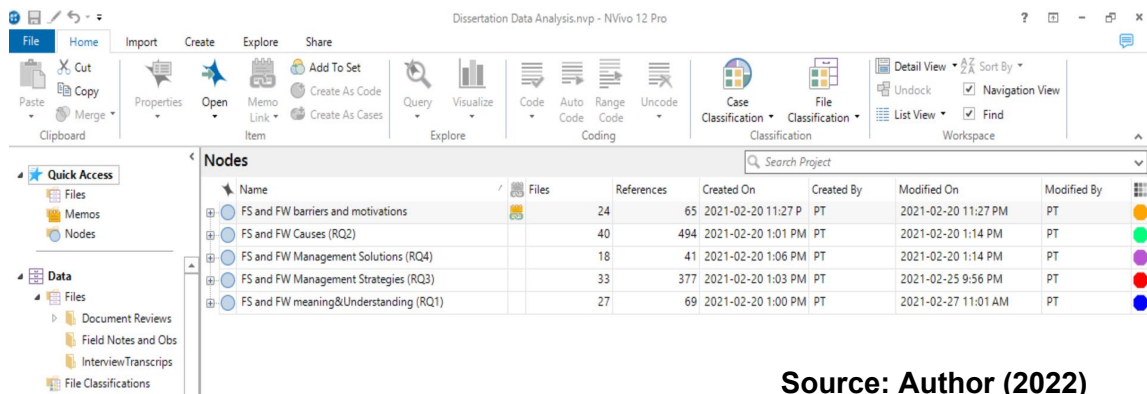 Dissertation Data Analysis.nvp - NVivo 12 Pro
File Home Import Create Explore Share
Paste
Cut
Copy
Merge
Clipboard
Properties
Open
Memo Link
Add To Set
Create As Code
Create As Cases
Item
Query
Visualize
Explore
Code
Auto Code
Range Code
Uncode
Coding
Case Classification
File Classification
Classification
Detail View
Sort By
Undock
Navigation View
List View
Find
Workspace
Quick Access
Files
Memos
Nodes
Data
Files
Document Reviews
Field Notes and Obs
InterviewTranscrips
File Classifications
Nodes
Search Project
Name Files References Created On Created By Modified On Modified By
FS and FW barriers and motivations 24 65 2021-02-20 11:27 P PT 2021-02-20 11:27 PM PT
FS and FW Causes (RQ2) 40 494 2021-02-20 1:01 PM PT 2021-02-20 1:14 PM PT
FS and FW Management Solutions (RQ4) 18 41 2021-02-20 1:06 PM PT 2021-02-20 1:14 PM PT
FS and FW Management Strategies (RQ3) 33 377 2021-02-20 1:03 PM PT 2021-02-25 9:56 PM PT
FS and FW meaning&Understanding (RQ1) 27 69 2021-02-20 1:00 PM PT 2021-02-27 11:01 AM PT
Source: Author (2022)